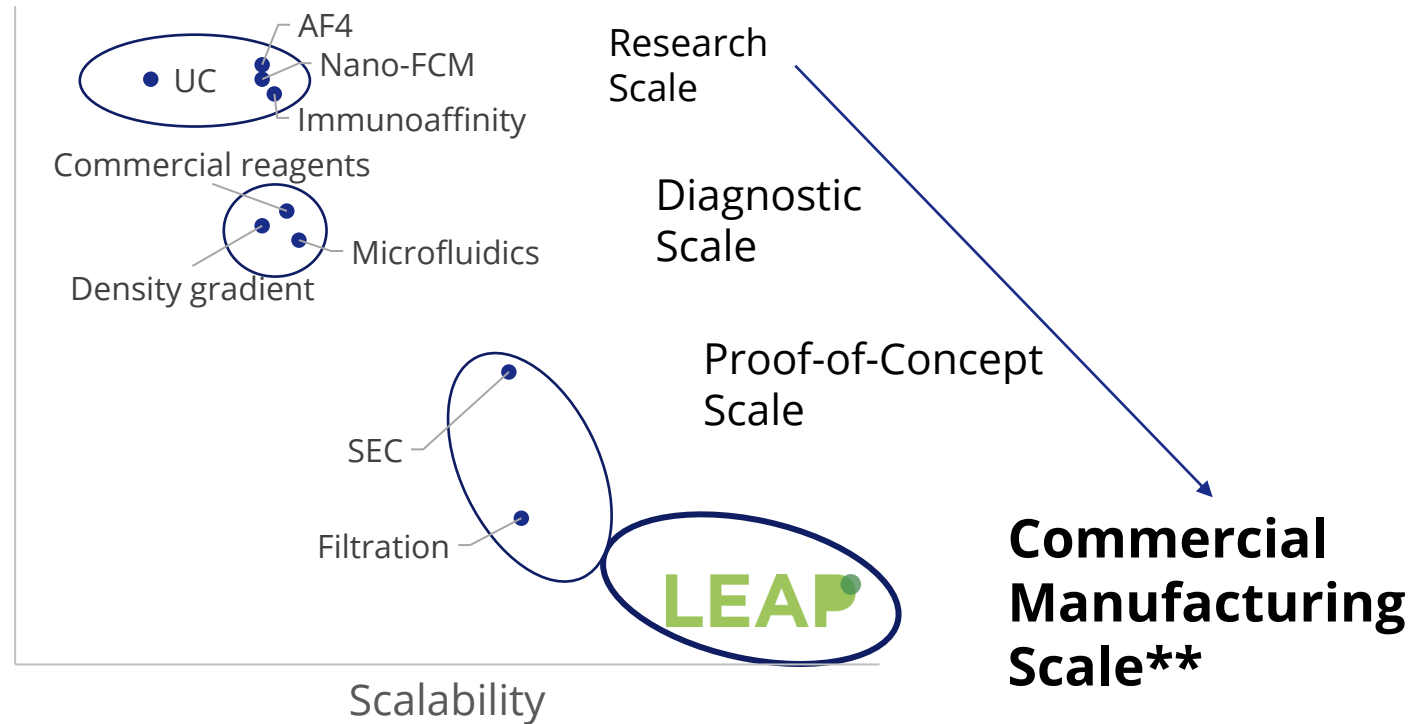 AF4
Nano-FCM
UC
Immunoaffinity
Commercial reagents
Microfluidics
Density gradient
SEC
Filtration
LEAP
Scalability
Research
Scale
Diagnostic
Scale
Proof-of-Concept
Scale
Commercial
Manufacturing
Scale**